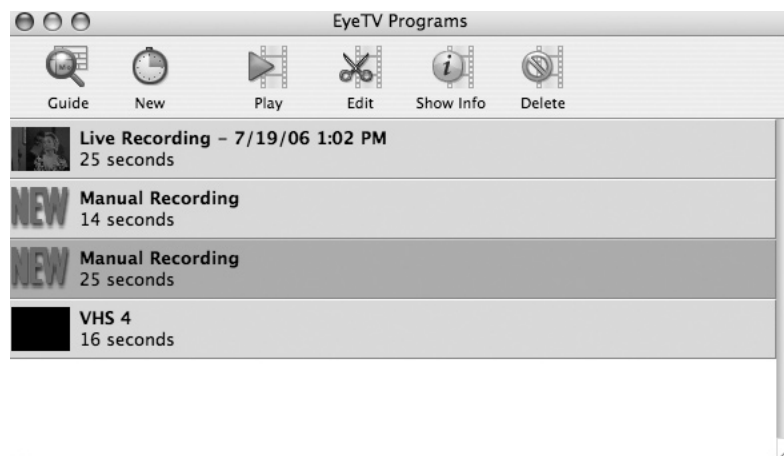 EyeTV Programs
Guide New Play Edit Show Info Delete
Live Recording – 7/19/06 1:02 PM
25 seconds
NEW
Manual Recording
14 seconds
NEW
Manual Recording
25 seconds
VHS 4
16 seconds